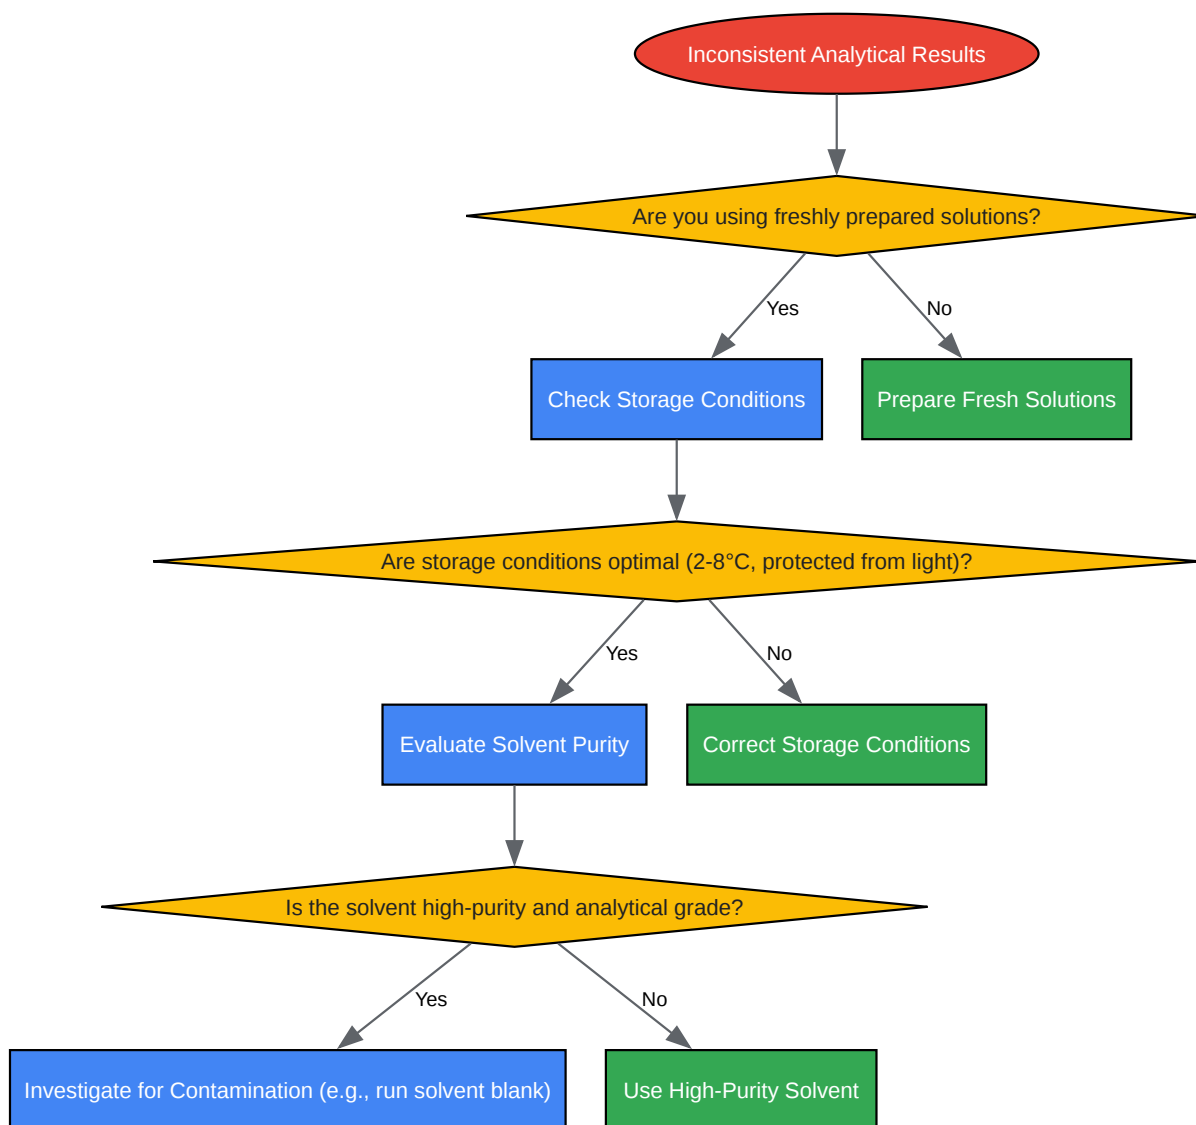 Inconsistent Analytical Results
Are you using freshly prepared solutions?
Yes
No
Check Storage Conditions
Prepare Fresh Solutions
Are storage conditions optimal (2-8°C, protected from light)?
Yes
No
Evaluate Solvent Purity
Correct Storage Conditions
Is the solvent high-purity and analytical grade?
Yes
No
Investigate for Contamination (e.g., run solvent blank)
Use High-Purity Solvent